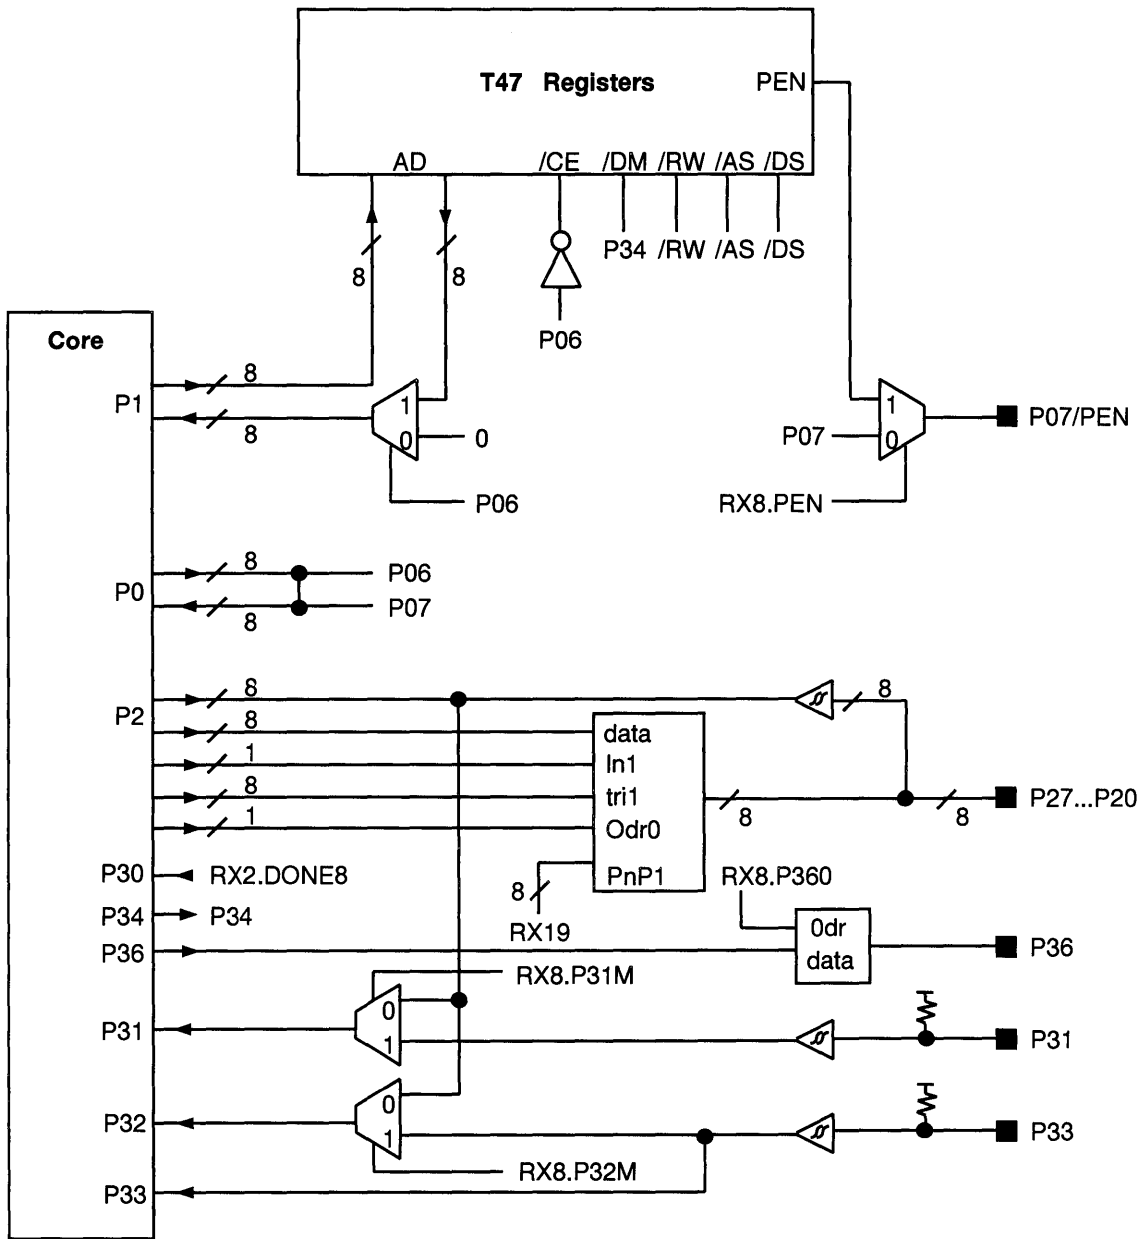 T47 Registers
PEN
AD /CE /DM /RW /AS /DS
P34 /RW /AS /DS
8 8
P06
Core
8
P1
8
1
0
0
P06
1
P07
0
P07/PEN
RX8.PEN
8
P06
P0
P07
8
8
8
P2
8
data
1
In1
8
tri1
P27...P20
8
8
1
Odr0
P30 RX2.DONE8
PnP1
RX8.P360
8
P34 P34
RX19
0dr
P36
data
P36
RX8.P31M
0
P31
1
P31
0
P32
1
P33
RX8.P32M
P33